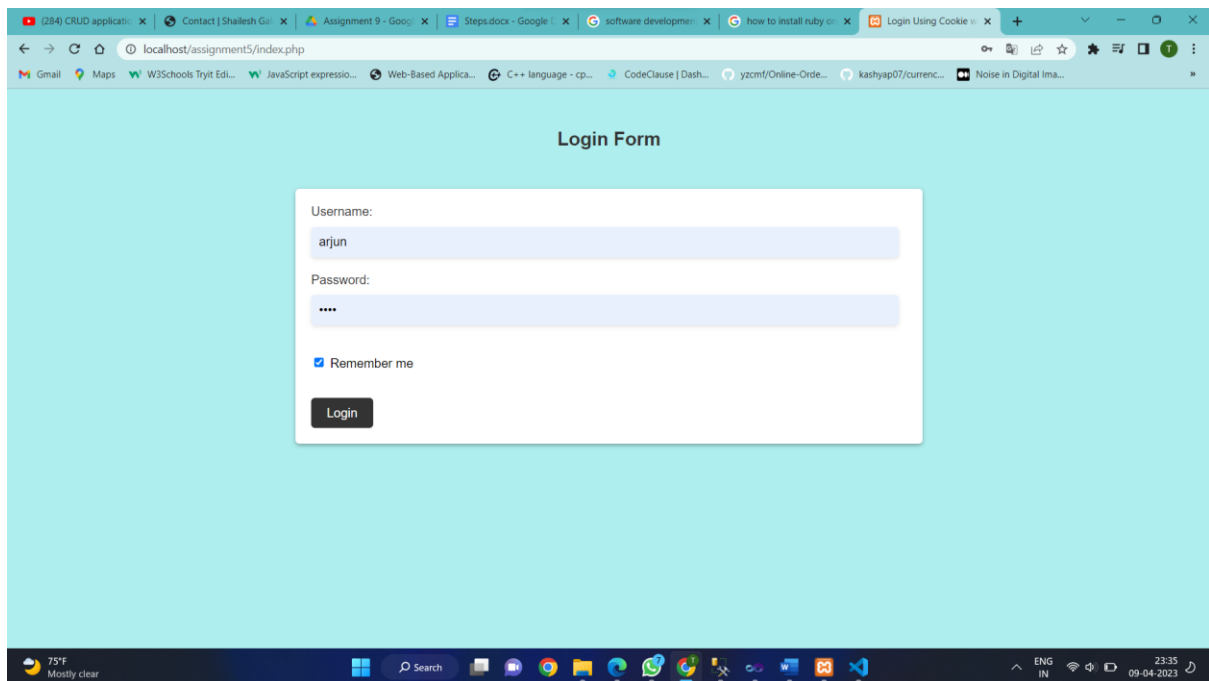 (284) CRUD applicatio
Contact | Shailesh Gai
Assignment 9 - Goog
Steps.docx - Google D
software developmen
how to install ruby on
Login Using Cookie w
localhost/assignment5/index.php
T
Gmail
Maps
W3Schools Tryit Edi...
JavaScript expressio...
Web-Based Applica...
C++ language - cp...
CodeClause | Dash...
yzcmf/Online-Orde...
kashyap07/currenc...
Noise in Digital Ima...
Login Form
Username:
arjun
Password:
••••
Remember me
Login
75°F
Mostly clear
Search
ENG
IN
23:35
09-04-2023